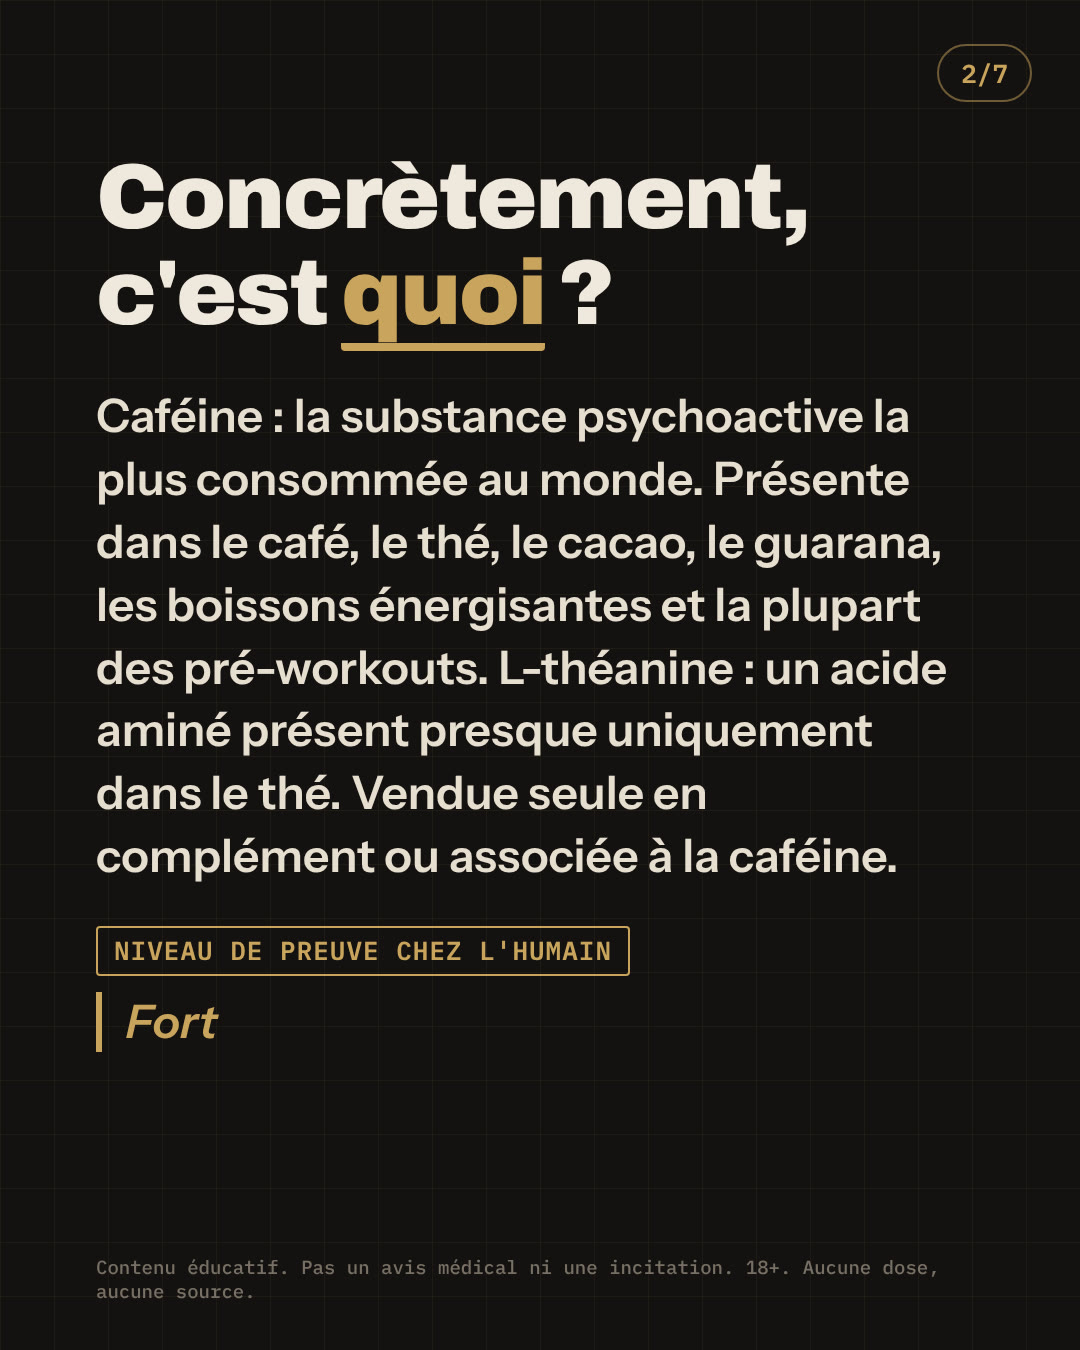 2/7
Concrètement,
c'est quoi ?
Caféine : la substance psychoactive la
plus consommée au monde. Présente
dans le café, le thé, le cacao, le guarana,
les boissons énergisantes et la plupart
des pré-workouts. L-théanine : un acide
aminé présent presque uniquement
dans le thé. Vendue seule en
complément ou associée à la caféine.
NIVEAU DE PREUVE CHEZ L'HUMAIN
Fort
Contenu éducatif. Pas un avis médical ni une incitation. 18+. Aucune dose,
aucune source.